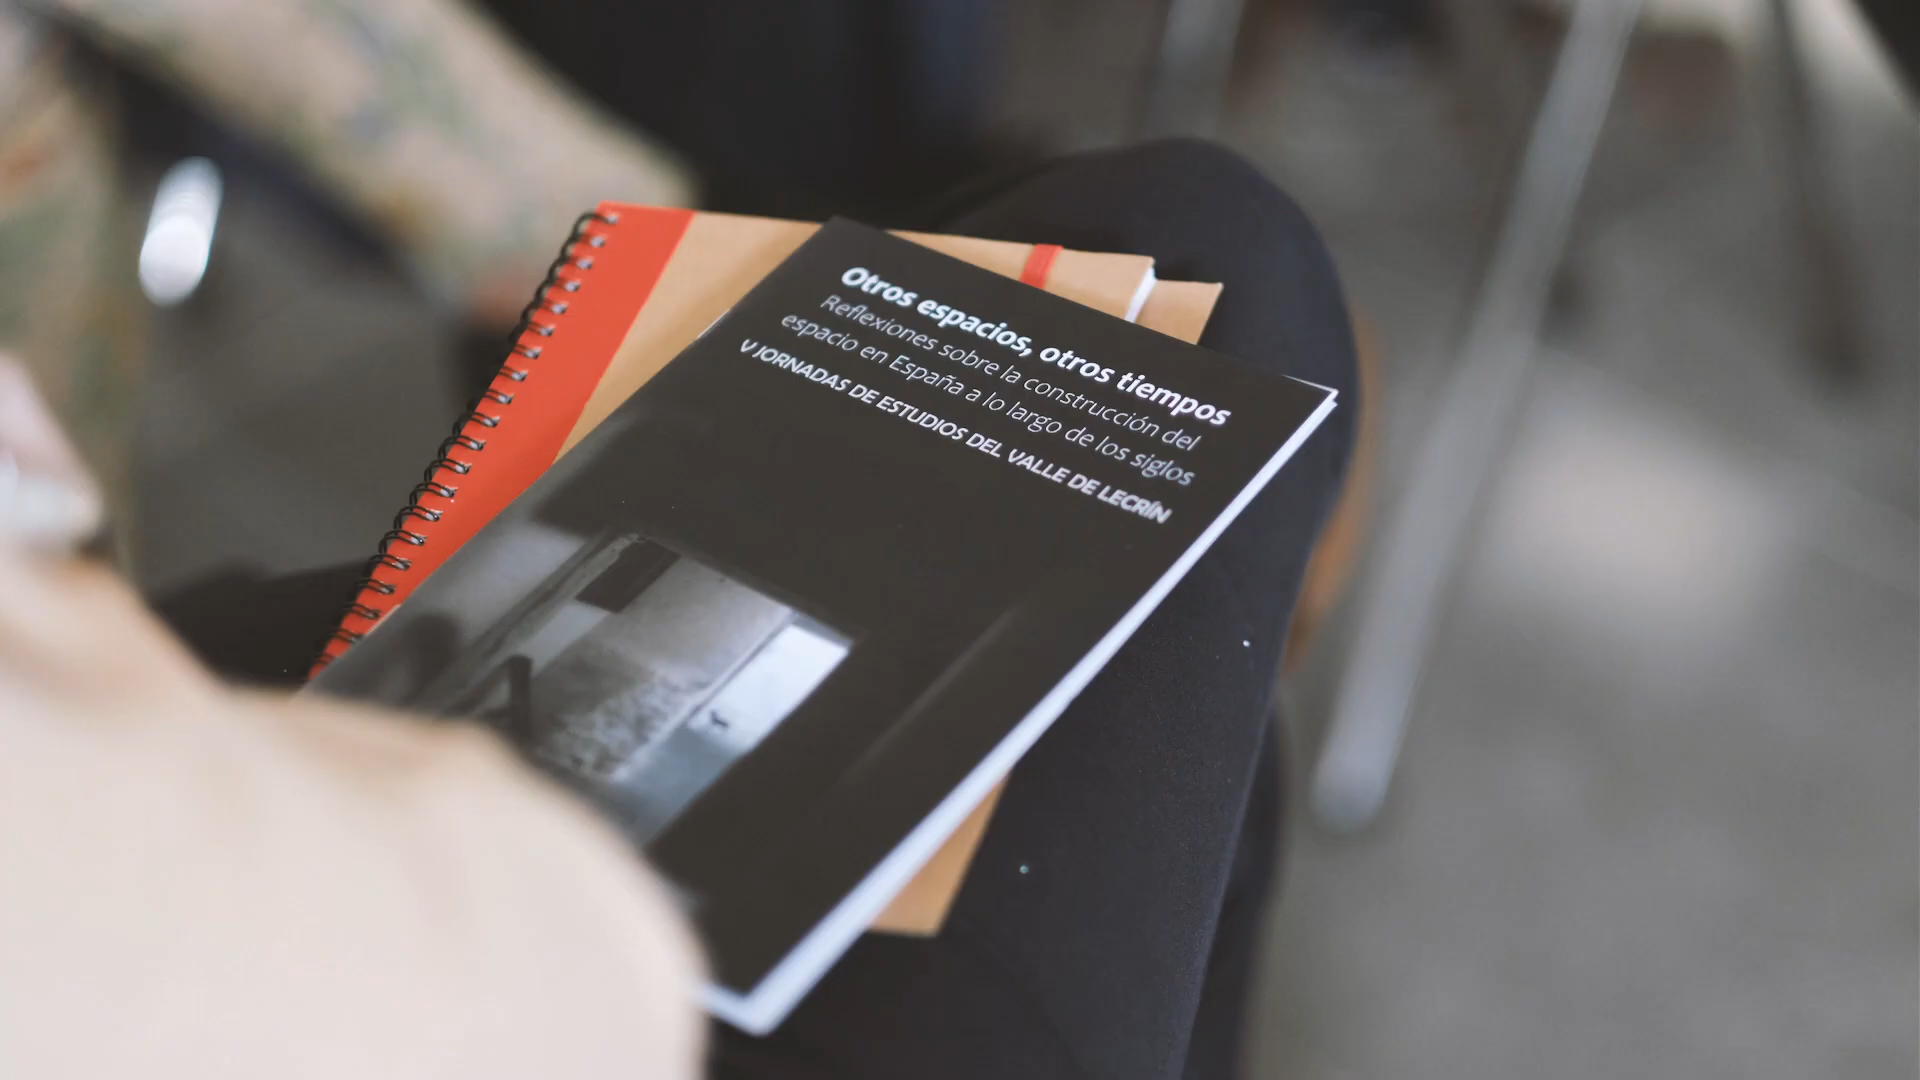 Otros espacios, otros tiempos
Reflexiones sobre la construcción del
espacio en España a lo largo de los siglos
V JORNADAS DE ESTUDIOS DEL VALLE DE LECRÍN